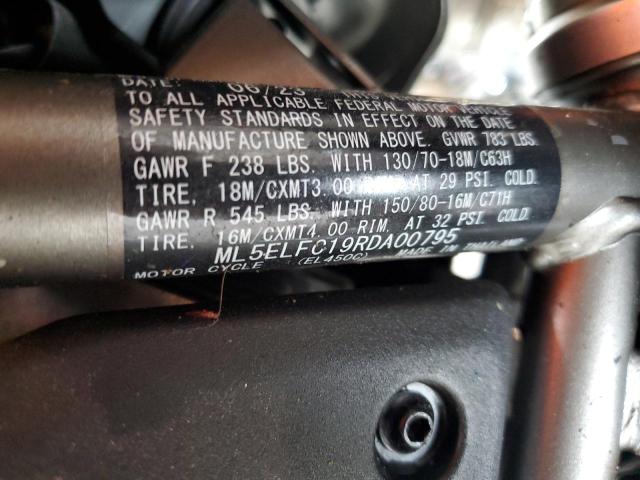 DATE: 06/23
TO ALL APPLICABLE FEDERAL MOTOR VEHICLE
SAFETY STANDARDS IN EFFECT ON THE DATE
OF MANUFACTURE SHOWN ABOVE. GVWR 783 LBS.
GAWR F 238 LBS. WITH 130/70-18M/C63H
TIRE, 18M/CXMT3 00 AT 29 PSI. COLD.
GAWR R 545 LBS. WITH 150/80-16M/C71H
TIRE, 16M/CXMT4.00 RIM, AT 32 PSI. COLD.
ML5ELFC19RDA00795
MOTOR CYCLE (EL450C) MADE IN THAILAND